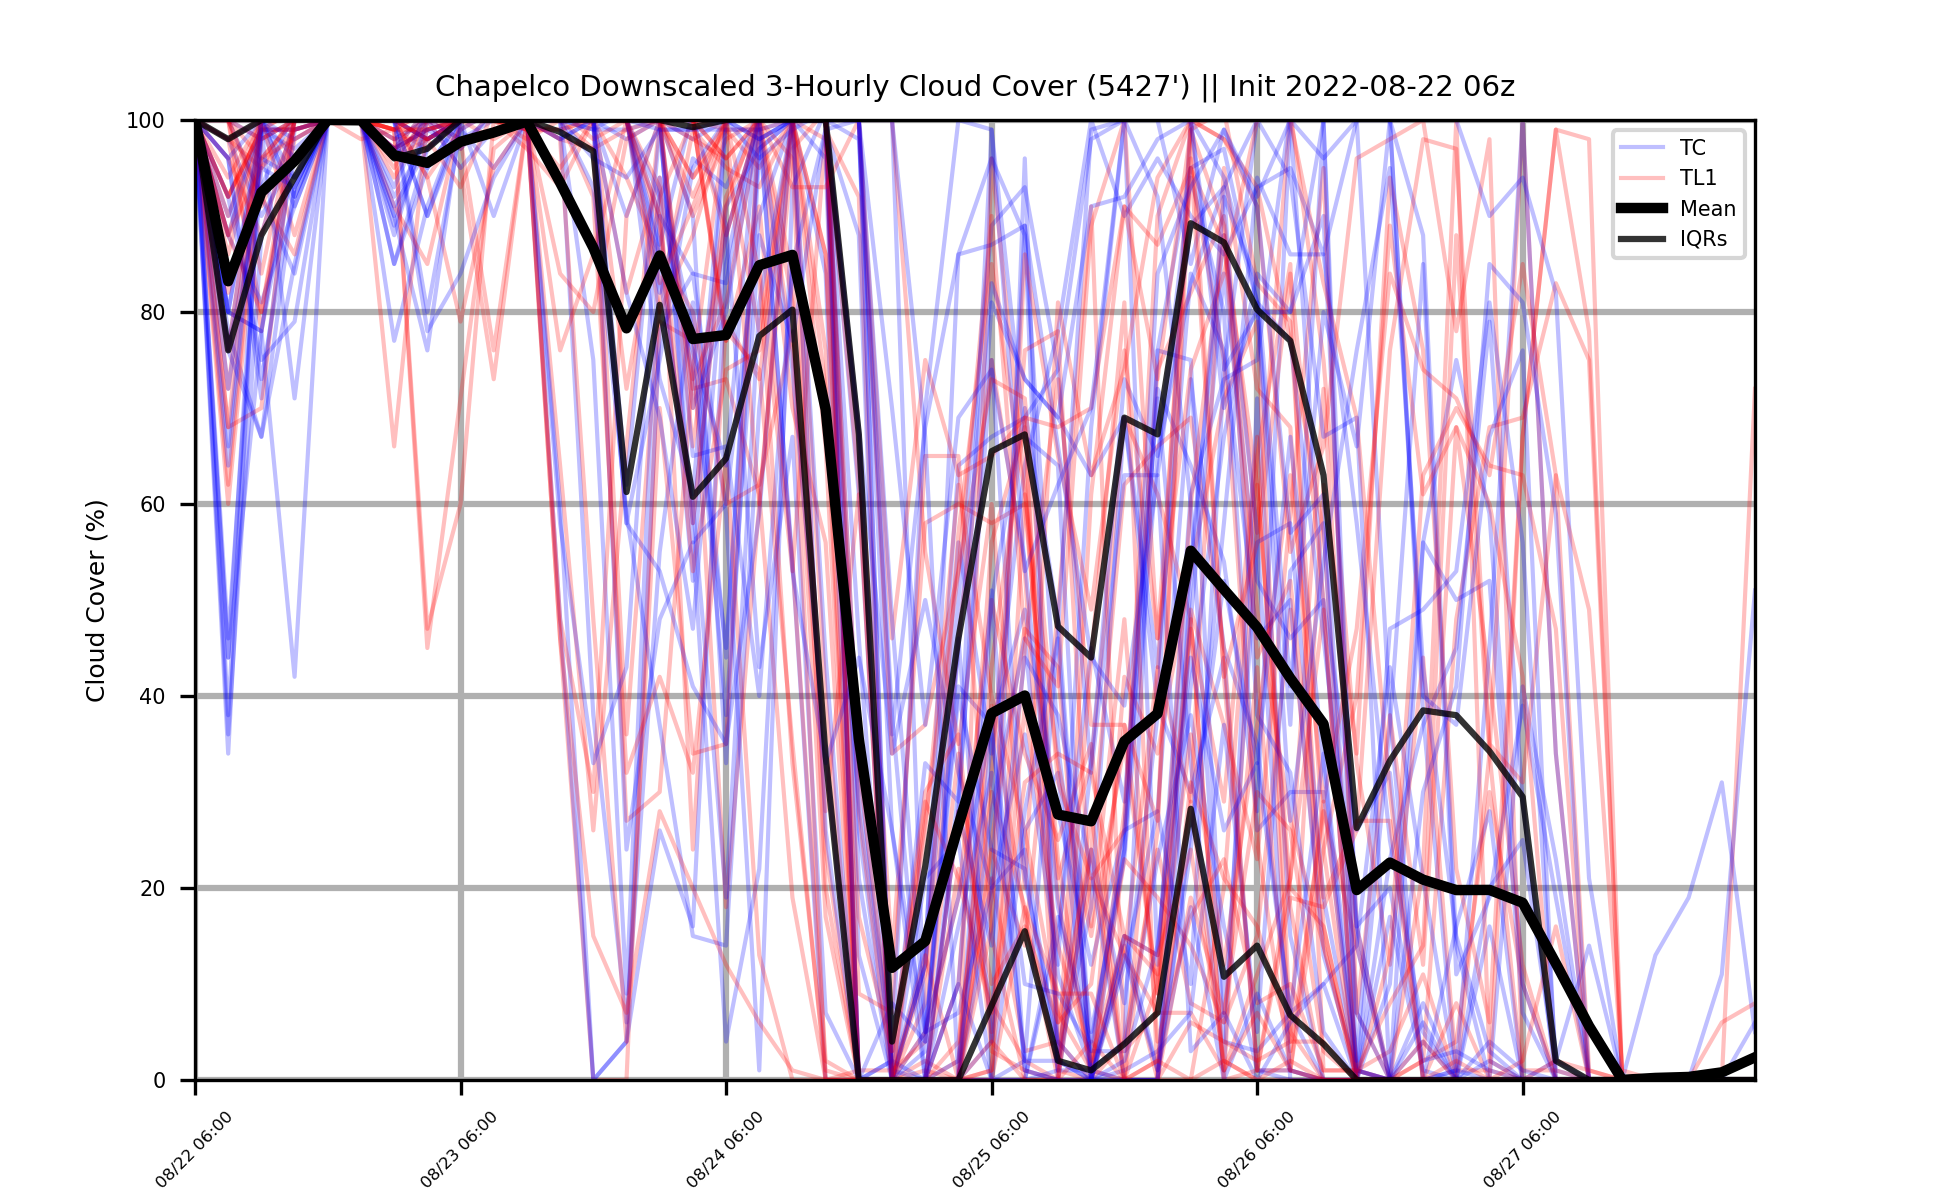 Chapelco Downscaled 3-Hourly Cloud Cover (5427') || Init 2022-08-22 06z
100
80
60
40
20
0
Cloud Cover (%)
TC
TL1
Mean
IQRs
08/22 06:00
08/23 06:00
08/24 06:00
08/25 06:00
08/26 06:00
08/27 06:00